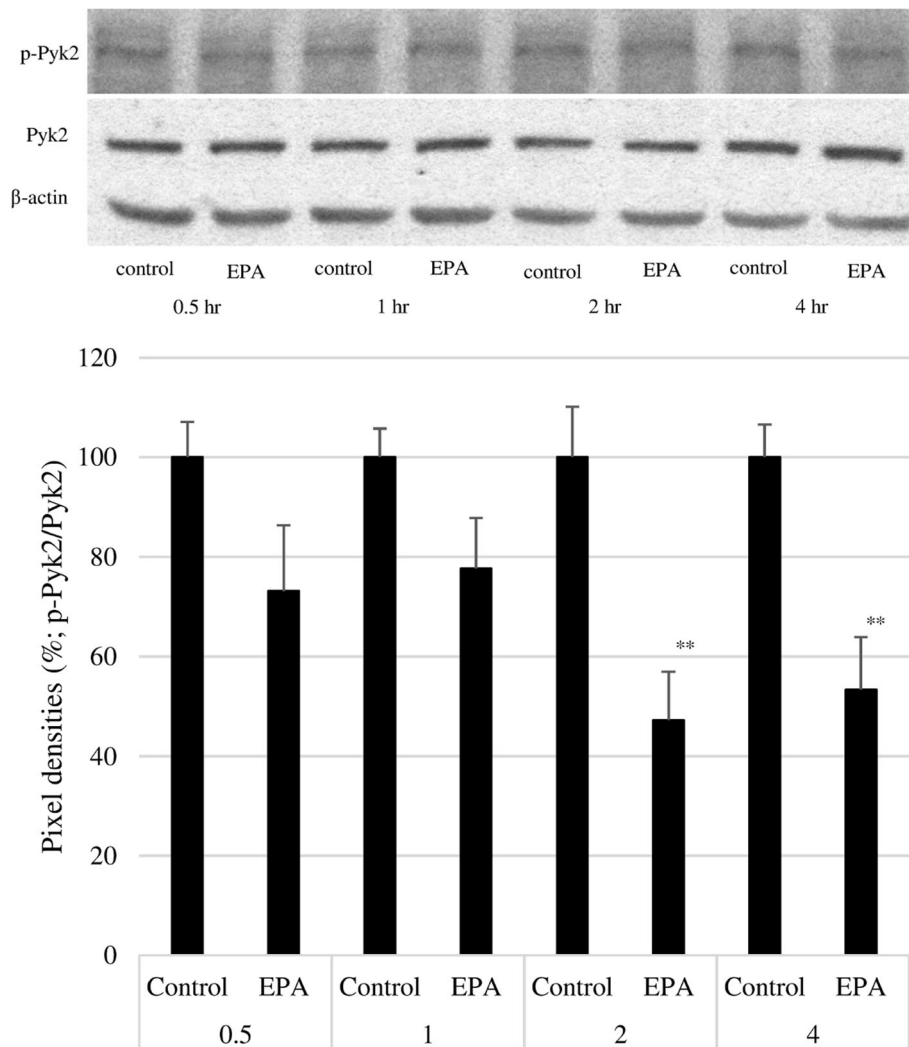 p-Pyk2
Pyk2
β-actin
control EPA control EPA control EPA control EPA
0.5 hr 1 hr 2 hr 4 hr
120
100
80
60
40
20
0
Pixel densities (%; p-Pyk2/Pyk2)
** **
Control EPA Control EPA Control EPA Control EPA
0.5 1 2 4